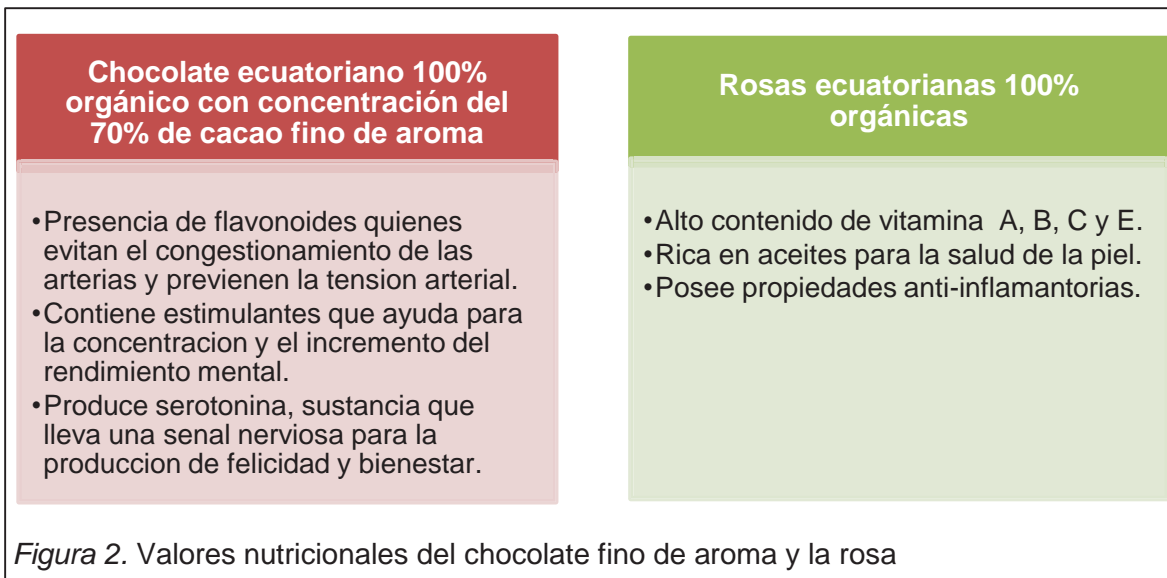 Chocolate ecuatoriano 100%
orgánico con concentración del
70% de cacao fino de aroma
•Presencia de flavonoides quienes
evitan el congestionamiento de las
arterias y previenen la tension arterial.
•Contiene estimulantes que ayuda para
la concentracion y el incremento del
rendimiento mental.
•Produce serotonina, sustancia que
lleva una senal nerviosa para la
produccion de felicidad y bienestar.
Rosas ecuatorianas 100%
orgánicas
•Alto contenido de vitamina A, B, C y E.
•Rica en aceites para la salud de la piel.
•Posee propiedades anti-inflamantorias.
Figura 2. Valores nutricionales del chocolate fino de aroma y la rosa